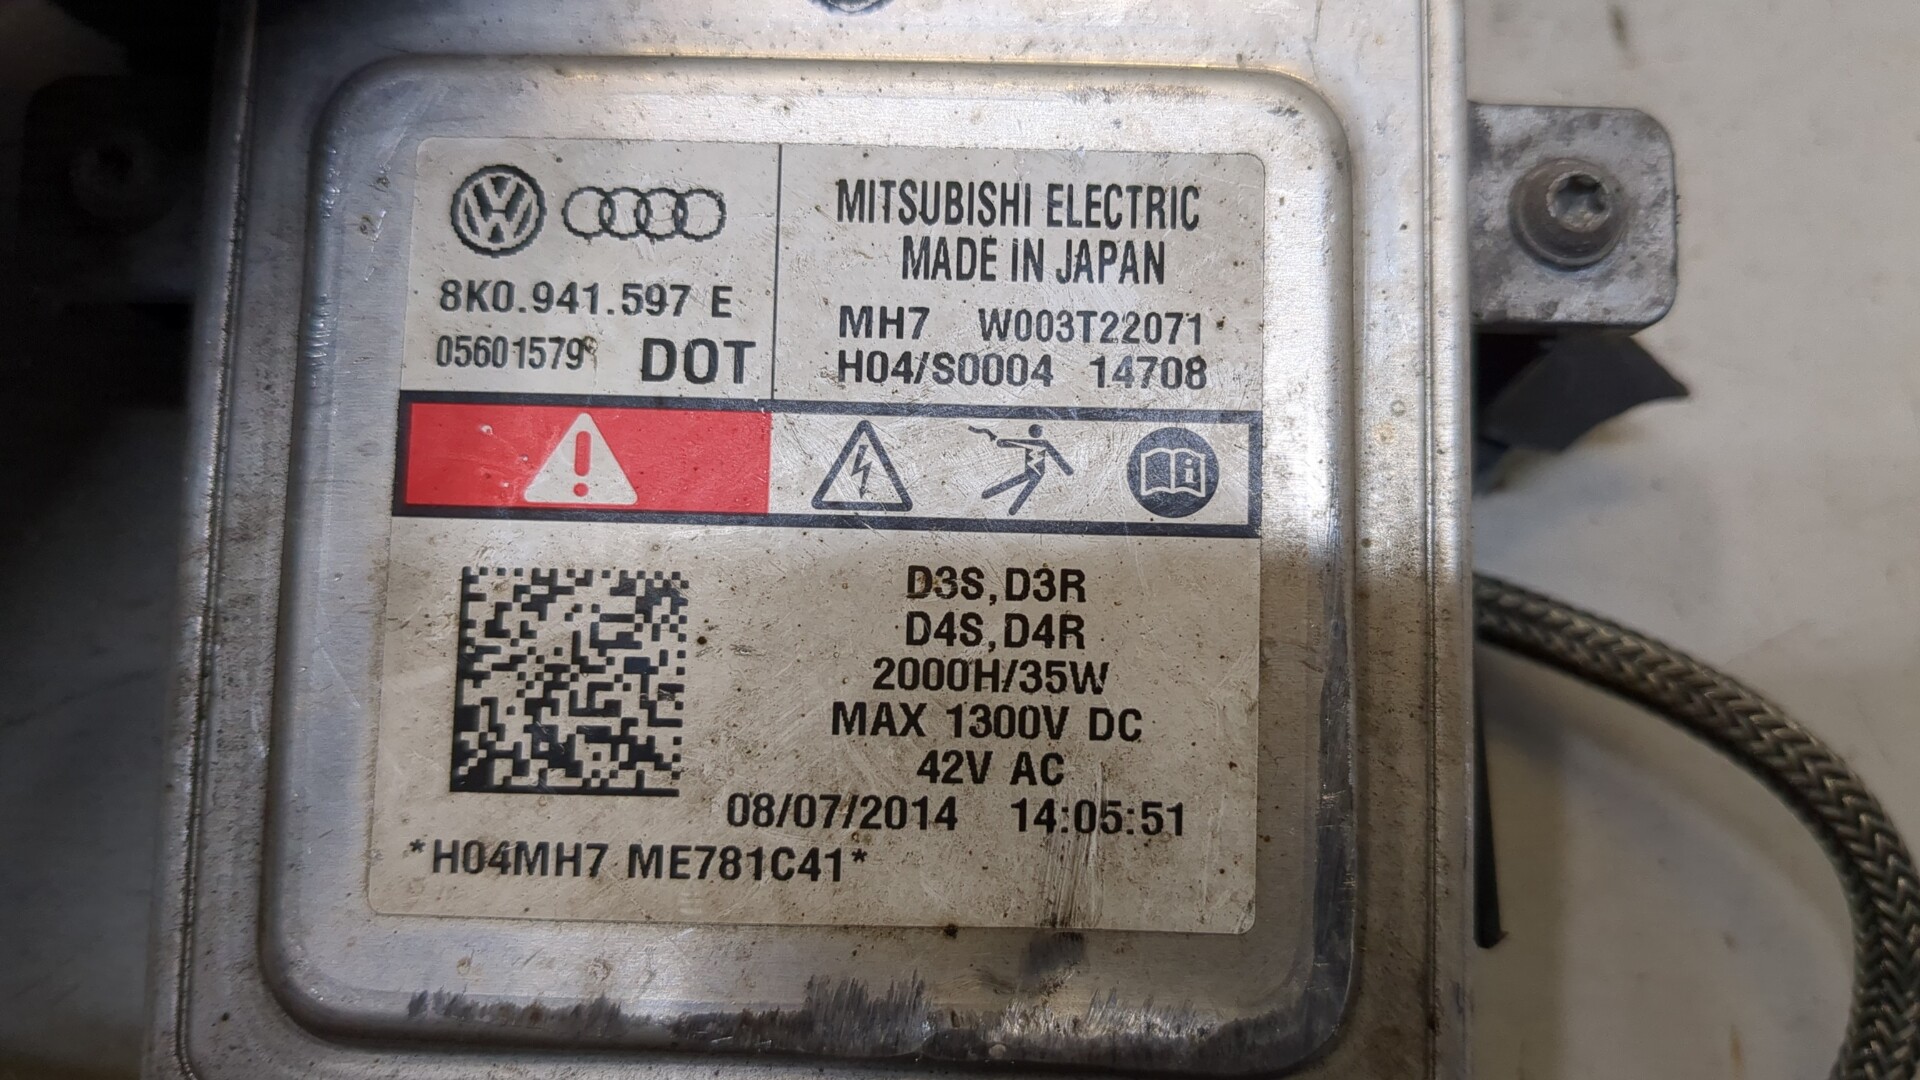 8K0.941.597 E
05601579
DOT
MITSUBISHI ELECTRIC
MADE IN JAPAN
MH7 W003T22071
H04/S0004 14708
D3S,D3R
D4S,D4R
2000H/35W
MAX 1300V DC
42V AC
08/07/2014 14:05:51
*H04MH7 ME781C41*